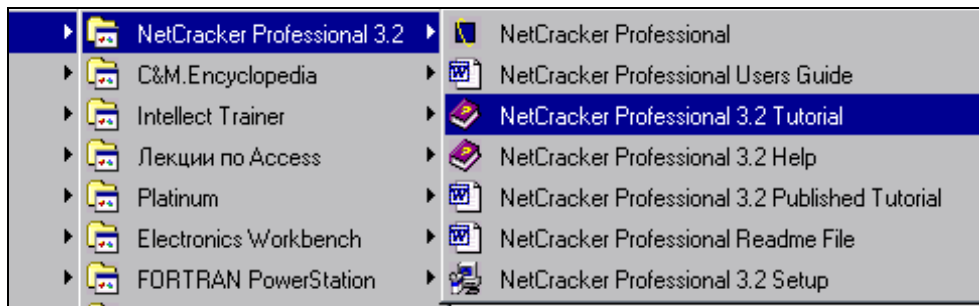 NetCracker Professional 3.2
C&M.Encyclopedia
Intellect Trainer
Лекции по Access
Platinum
Electronics Workbench
FORTRAN PowerStation
NetCracker Professional
NetCracker Professional Users Guide
NetCracker Professional 3.2 Tutorial
NetCracker Professional 3.2 Help
NetCracker Professional 3.2 Published Tutorial
NetCracker Professional Readme File
NetCracker Professional 3.2 Setup